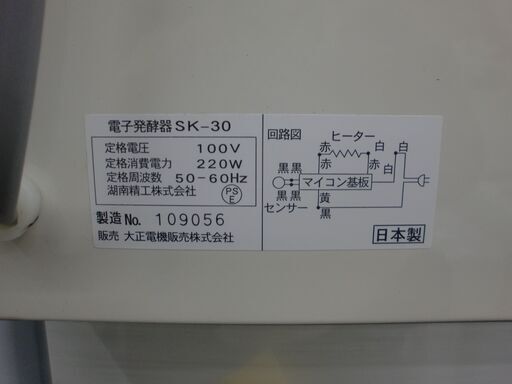 電子発酵器 SK-30
定格電圧 100V
定格消費電力 220W
定格周波数 50-60Hz
湖南精工株式会社
PS
E
製造No. 109056
販売 大正電機販売株式会社
回路図
ヒーター
赤 赤 白 白
黒黒 マイコン基板
黒黒 黄 白
センサー 黒
日本製